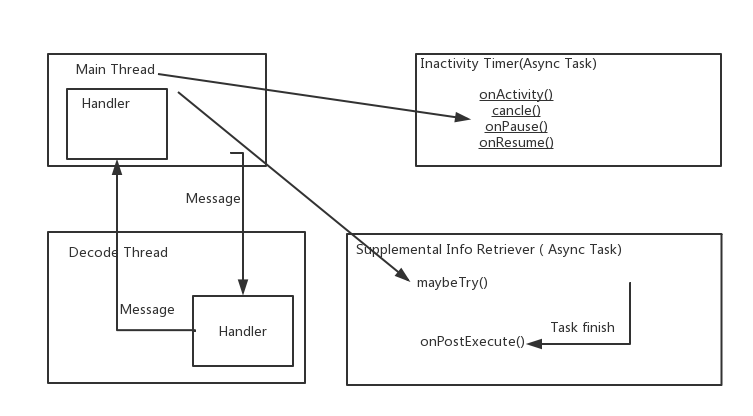 Main Thread
Handler
Inactivity Timer(Async Task)
onActivity()
cancle()
onPause()
onResume()
Message
Decode Thread
Message
Handler
Supplemental Info Retriever ( Async Task)
maybeTry()
Task finish
onPostExecute()